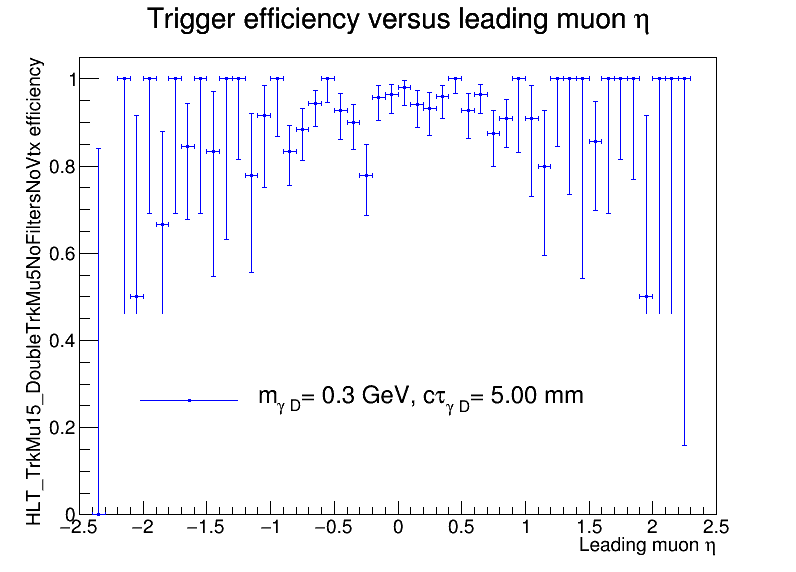 Trigger efficiency versus leading muon η
HLT_TrkMu15_DoubleTrkMu5NoFiltersNoVtx efficiency
1
0.8
0.6
0.4
0.2
0
m_γ D= 0.3 GeV, cτ_γ D= 5.00 mm
−2.5 −2 −1.5 −1 −0.5 0 0.5 1 1.5 2 2.5
Leading muon η